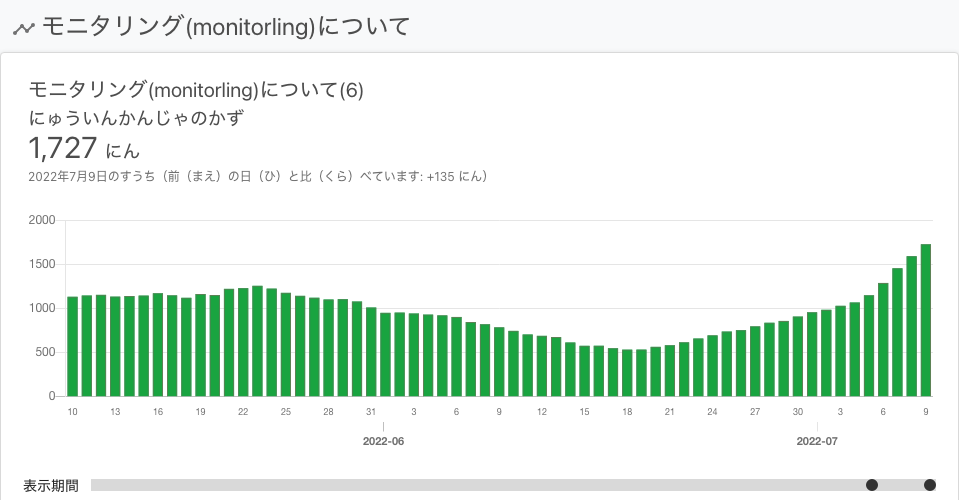 モニタリング(monitorling)について
モニタリング(monitorling)について(6)
にゅういんかんじゃのかず
1,727 にん
2022年7月9日のすうち（前（まえ）の日（ひ）と比（くら）べています: +135 にん）
2000
1500
1000
500
0
10 13 16 19 22 25 28 31 3 6 9 12 15 18 21 24 27 30 3 6 9
2022-06 2022-07
表示期間